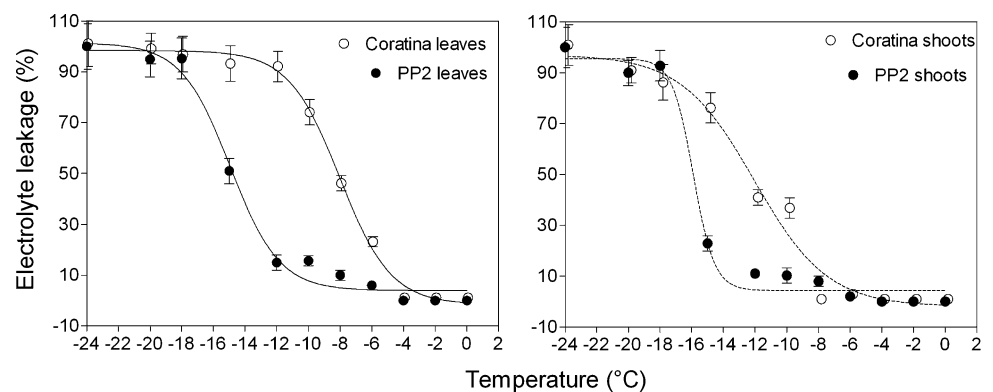 Electrolyte leakage (%)
110
90
70
50
30
10
-10
Coratina leaves
PP2 leaves
-24 -22 -20 -18 -16 -14 -12 -10 -8 -6 -4 -2 0 2
110
90
70
50
30
10
-10
Coratina shoots
PP2 shoots
-24 -22 -20 -18 -16 -14 -12 -10 -8 -6 -4 -2 0 2
Temperature (°C)